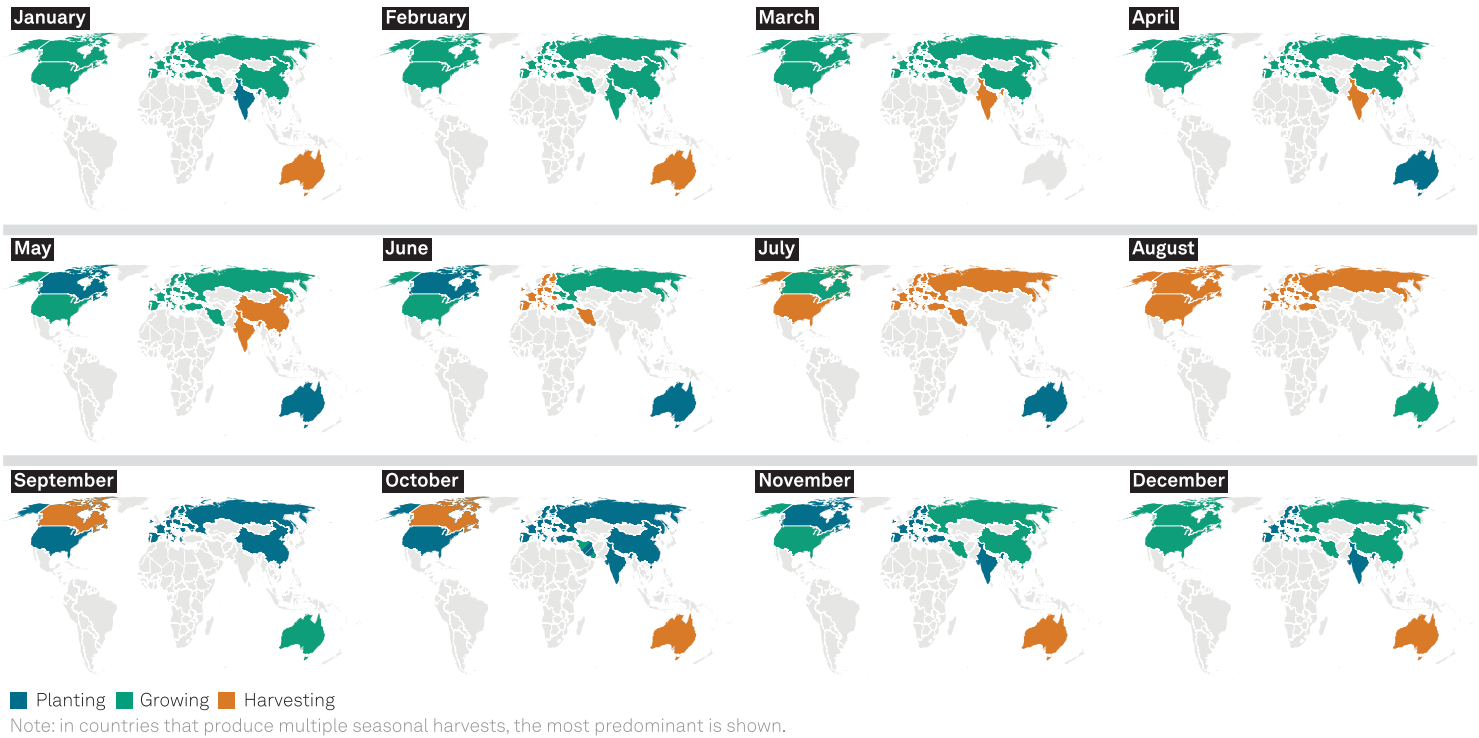 January
February
March
April
May
June
July
August
September
October
November
December
Planting
Growing
Harvesting
Note: in countries that produce multiple seasonal harvests, the most predominant is shown.